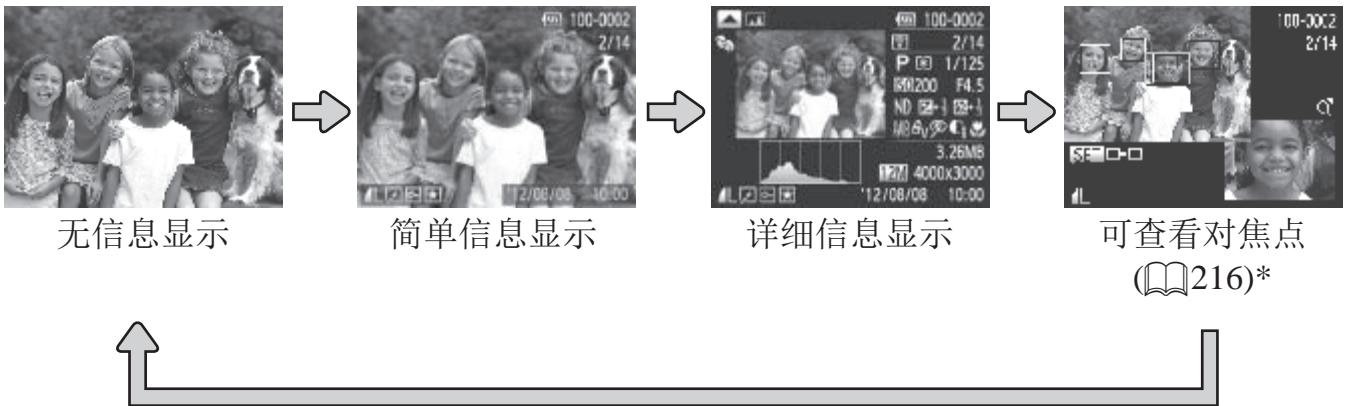 100-0002
2/14
'12/08/08 10:00
无信息显示
简单信息显示
100-0002
2/14
P 1/125
ISO200 F4.5
ND
3.26MB
12M 4000x3000
L '12/08/08 10:00
详细信息显示
100-0002
2/14
SET
L
可查看对焦点
(216)*